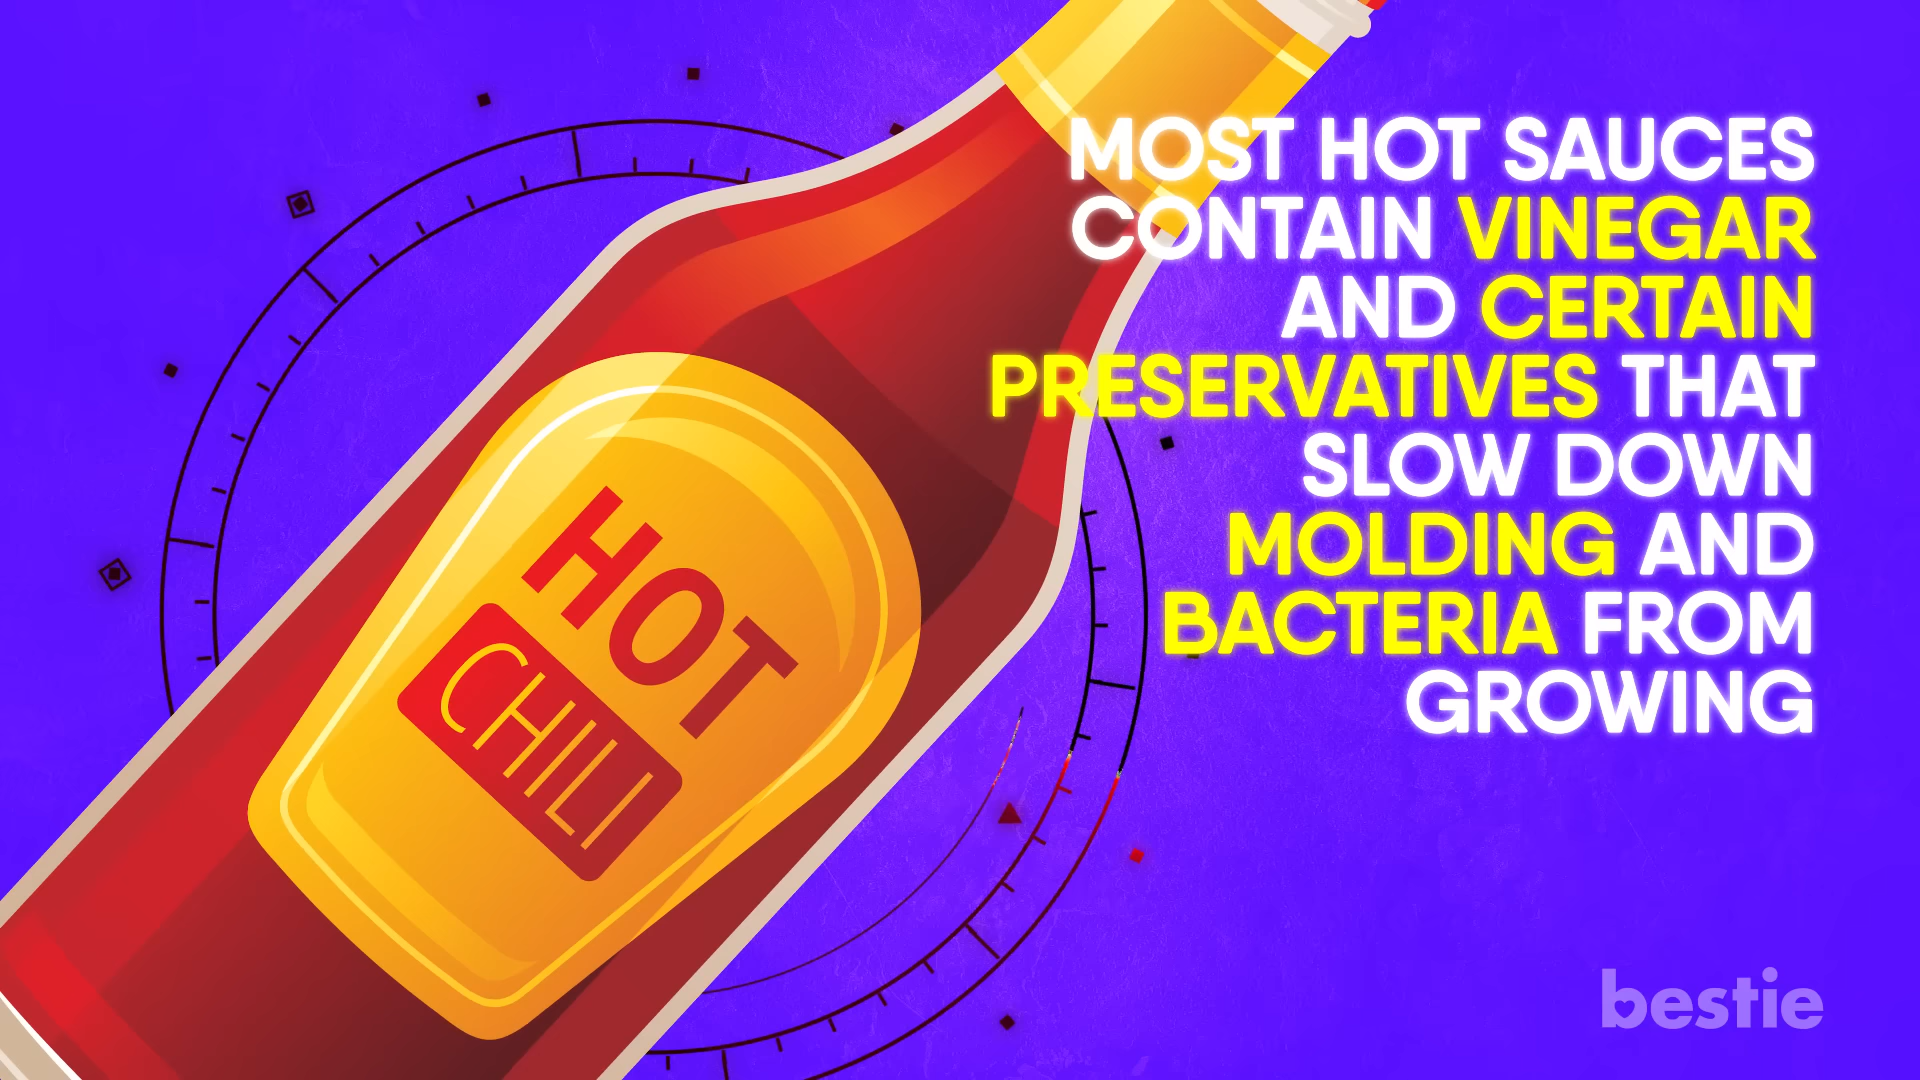 MOST HOT SAUCES
CONTAIN VINEGAR
AND CERTAIN
PRESERVATIVES THAT
SLOW DOWN
MOLDING AND
BACTERIA FROM
GROWING
HOT
CHILI
bestie